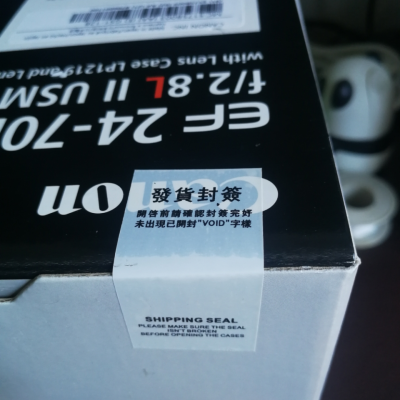 with Lens Case LP1219 and Len
f/2.8L II USM
EF 24-70
Canon
發貨封簽
開啓前請確認封簽完好
未出現已開封"VOID"字樣
SHIPPING SEAL
PLEASE MAKE SURE THE SEAL
ISN'T BROKEN
BEFORE OPENING THE CASES